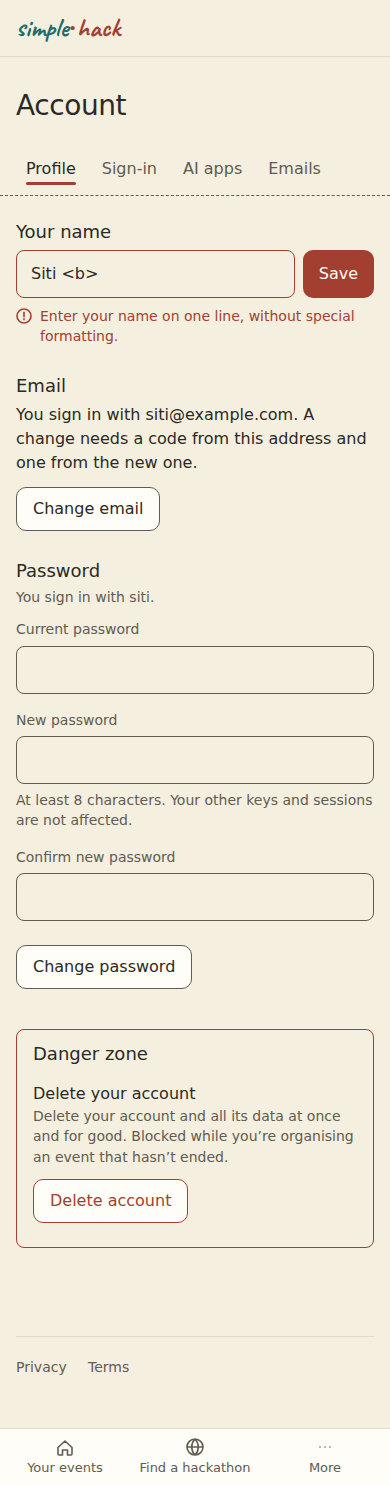 simple·hack
Account
Profile Sign-in AI apps Emails
Your name
Siti <b>
Save
Enter your name on one line, without special
formatting.
Email
You sign in with siti@example.com. A
change needs a code from this address and
one from the new one.
Change email
Password
You sign in with siti.
Current password
New password
At least 8 characters. Your other keys and sessions
are not affected.
Confirm new password
Change password
Danger zone
Delete your account
Delete your account and all its data at once
and for good. Blocked while you’re organising
an event that hasn’t ended.
Delete account
Privacy Terms
Your events Find a hackathon More